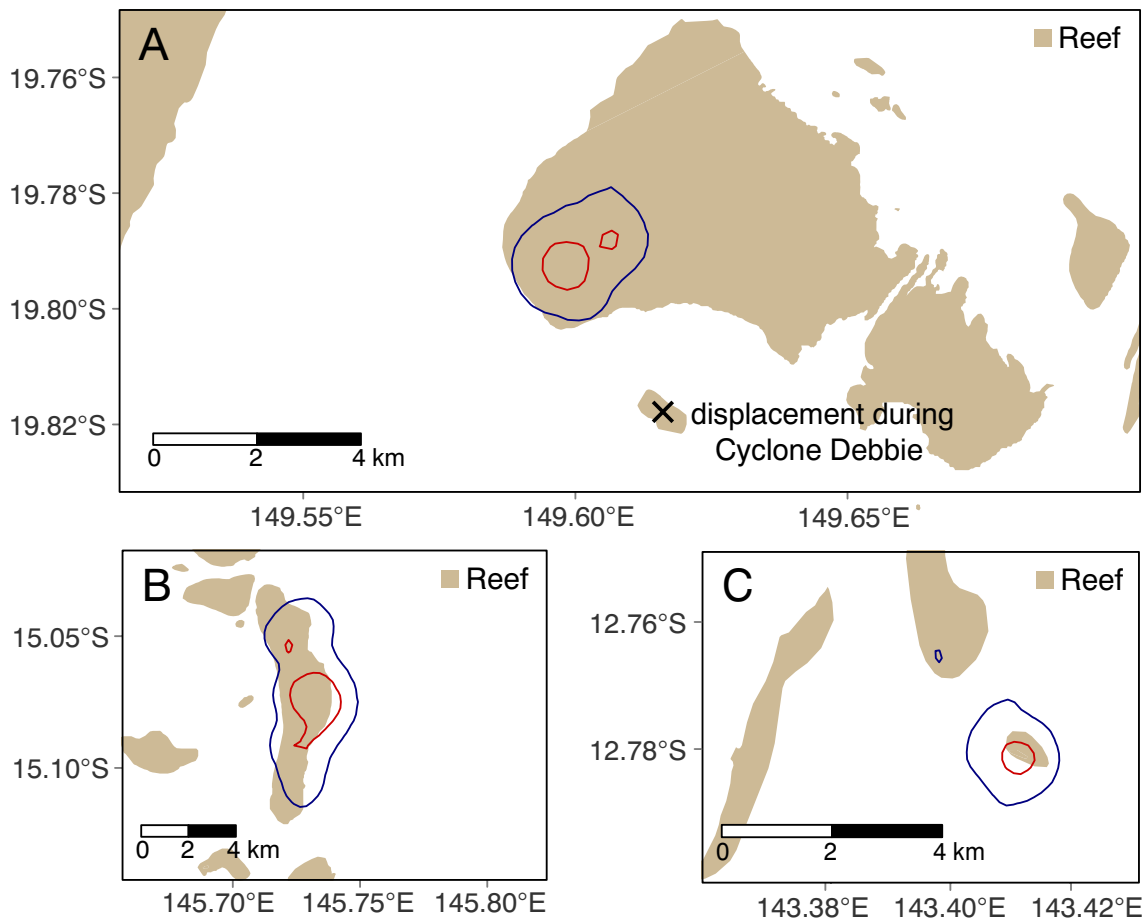 A
Reef
19.76°S
19.78°S
19.80°S
19.82°S
displacement during
Cyclone Debbie
0 2 4 km
149.55°E 149.60°E 149.65°E
B
Reef
15.05°S
15.10°S
0 2 4 km
145.70°E 145.75°E 145.80°E
C
Reef
12.76°S
12.78°S
0 2 4 km
143.38°E 143.40°E 143.42°E